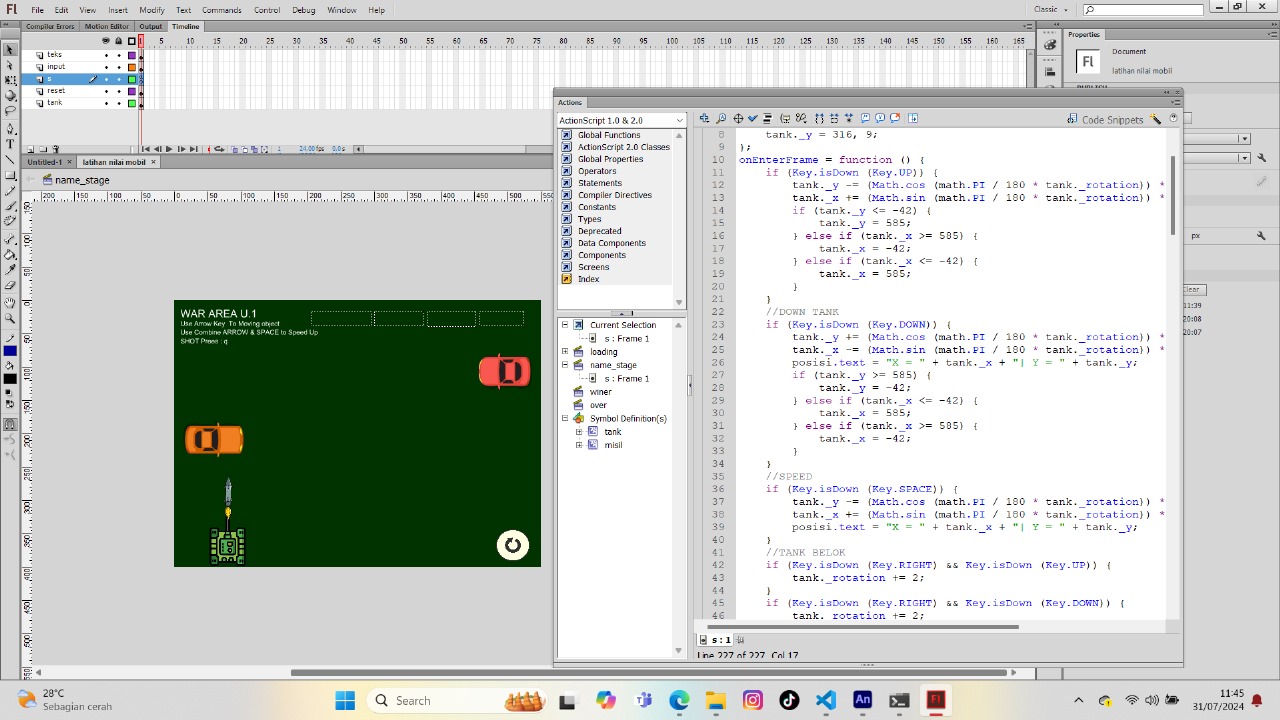 Fl File Edit View Insert Modify Text Commands Control Debug Window Help Classic
Compiler Errors Motion Editor Output Timeline
5 10 15 20 25 30 35 40 45 50 55 60 65 70 75 80 85 90 95 100 105 110 115 120 125 130 135 140 145 150 155 160 165
teks
input
s
reset
tank
1 24.00 fps 0.0 s
Untitled-1 × latihan nilai mobil ×
name_stage
Properties
Document
Fl
latihan nilai mobil
px
Clear
WAR AREA U.1
Use Arrow Key To Moving object
Use Combine ARROW & SPACE to Speed Up
SHOT Prees : q
Actions
ActionScript 1.0 & 2.0
Global Functions
ActionScript 2.0 Classes
Global Properties
Operators
Statements
Compiler Directives
Constants
Types
Deprecated
Data Components
Components
Screens
Index
Current Selection
s : Frame 1
loading
name_stage
s : Frame 1
winer
over
Symbol Definition(s)
tank
misil
Code Snippets
8 tank._y = 316, 9;
9 };
10 onEnterFrame = function () {
11 if (Key.isDown (Key.UP)) {
12 tank._y -= (Math.cos (math.PI / 180 * tank._rotation)) *
13 tank._x += (Math.sin (math.PI / 180 * tank._rotation)) *
14 if (tank._y <= -42) {
15 tank._y = 585;
16 } else if (tank._x >= 585) {
17 tank._x = -42;
18 } else if (tank._x <= -42) {
19 tank._x = 585;
20 }
21 }
22 //DOWN TANK
23 if (Key.isDown (Key.DOWN)) {
24 tank._y += (Math.cos (math.PI / 180 * tank._rotation)) *
25 tank._x -= (Math.sin (math.PI / 180 * tank._rotation)) *
26 posisi.text = "X = " + tank._x + "| Y = " + tank._y;
27 if (tank._y >= 585) {
28 tank._y = -42;
29 } else if (tank._x <= -42) {
30 tank._x = 585;
31 } else if (tank._x >= 585) {
32 tank._x = -42;
33 }
34 }
35 //SPEED
36 if (Key.isDown (Key.SPACE)) {
37 tank._y -= (Math.cos (math.PI / 180 * tank._rotation)) *
38 tank._x += (Math.sin (math.PI / 180 * tank._rotation)) *
39 posisi.text = "X = " + tank._x + "| Y = " + tank._y;
40 }
41 //TANK BELOK
42 if (Key.isDown (Key.RIGHT) && Key.isDown (Key.UP)) {
43 tank._rotation += 2;
44 }
45 if (Key.isDown (Key.RIGHT) && Key.isDown (Key.DOWN)) {
46 tank._rotation += 2;
s : 1
Line 227 of 227, Col 17
28°C
Sebagian cerah
Search
11:45
31/07/2024